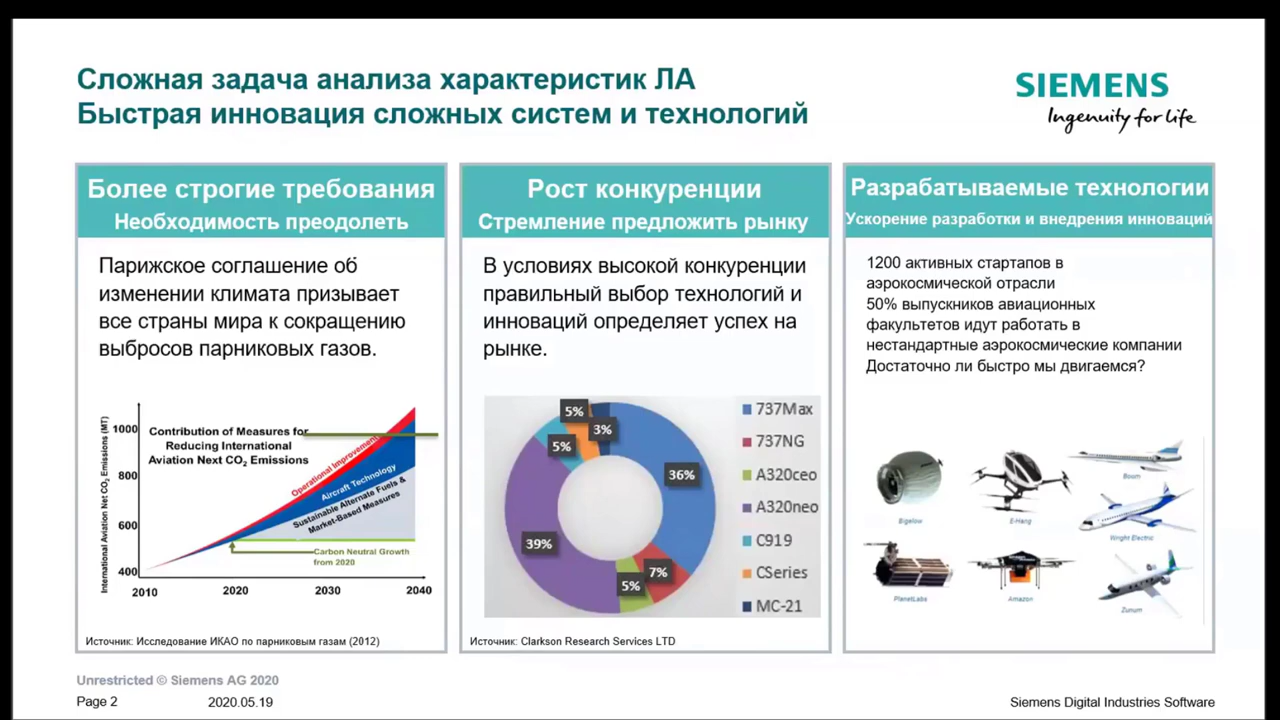 Сложная задача анализа характеристик ЛА
Быстрая инновация сложных систем и технологий
SIEMENS
Ingenuity for life
Более строгие требования
Необходимость преодолеть
Парижское соглашение об
изменении климата призывает
все страны мира к сокращению
выбросов парниковых газов.
International Aviation Net CO2 Emissions (MT)
1000
800
600
400
2010
2020
2030
2040
Contribution of Measures for
Reducing International
Aviation Next CO2 Emissions
Operational Improvement
Aircraft Technology
Sustainable Alternate Fuels &
Market-Based Measures
Carbon Neutral Growth
from 2020
Источник: Исследование ИКАО по парниковым газам (2012)
Рост конкуренции
Стремление предложить рынку
В условиях высокой конкуренции
правильный выбор технологий и
инноваций определяет успех на
рынке.
5%
3%
5%
36%
39%
7%
5%
737Max
737NG
A320ceo
A320neo
C919
CSeries
МС-21
Источник: Clarkson Research Services LTD
Разрабатываемые технологии
Ускорение разработки и внедрения инноваций
1200 активных стартапов в
аэрокосмической отрасли
50% выпускников авиационных
факультетов идут работать в
нестандартные аэрокосмические компании
Достаточно ли быстро мы двигаемся?
Bigelow
E-Hang
Boom
Wright Electric
PlanetLabs
Amazon
Zunum
Unrestricted © Siemens AG 2020
Page 2
2020.05.19
Siemens Digital Industries Software